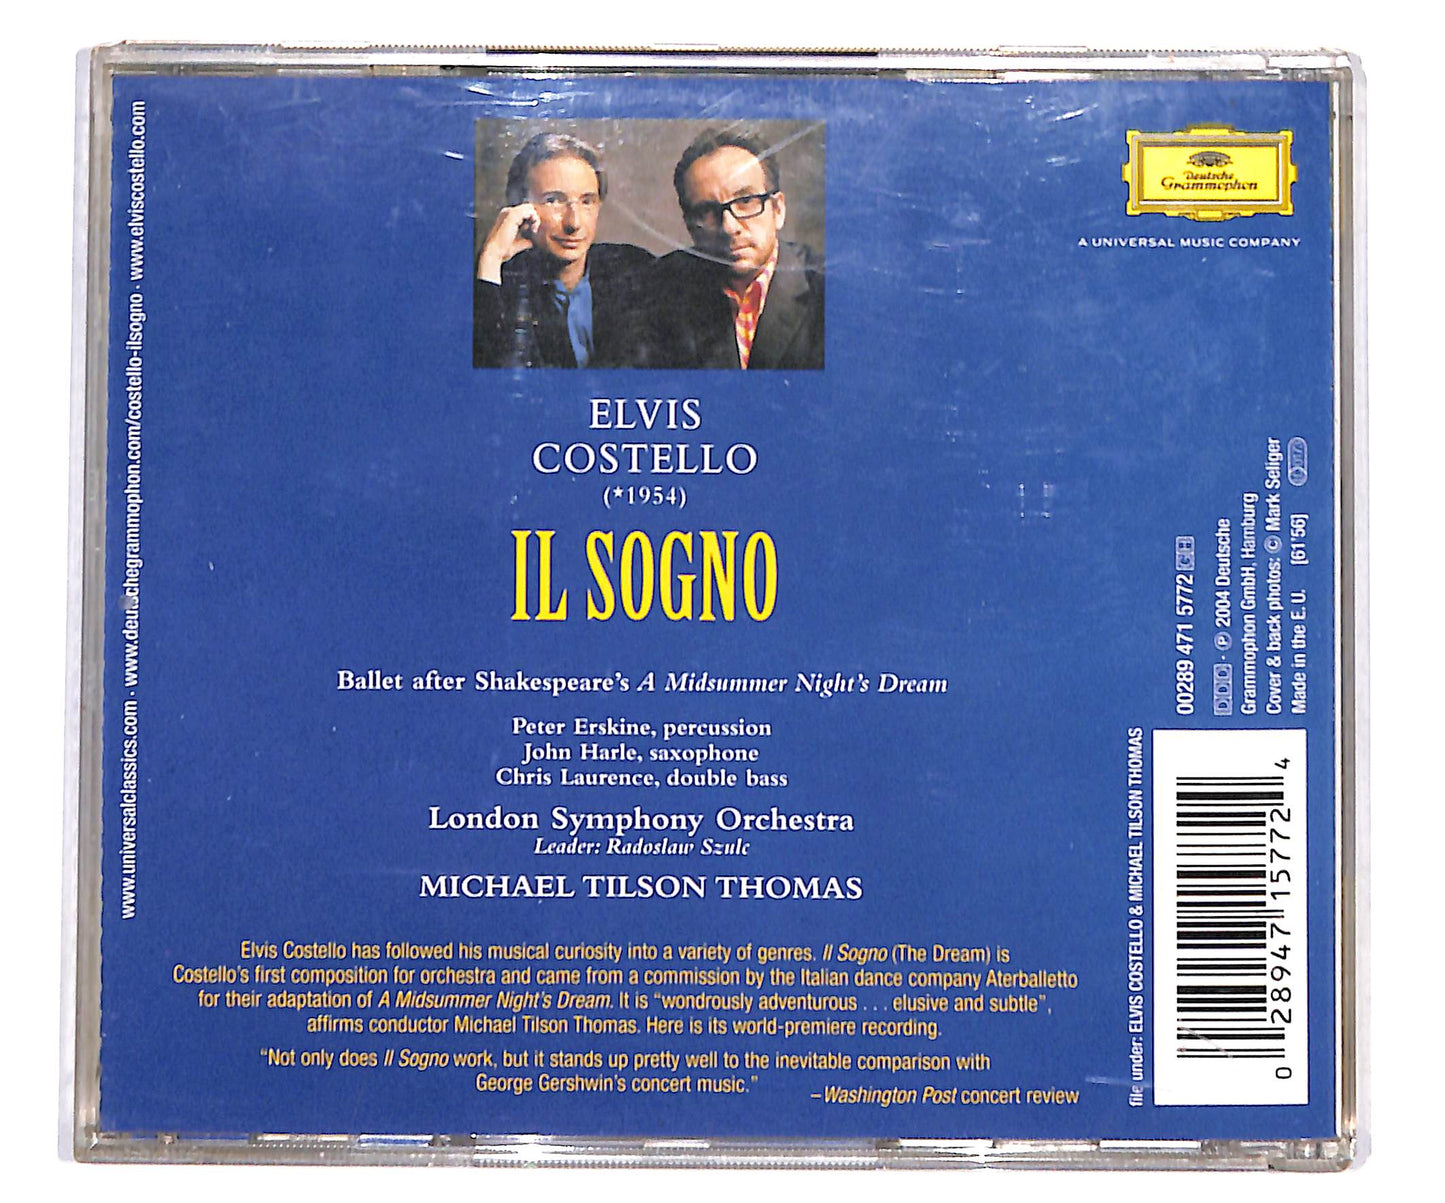 Deutsche
Grammophon
A UNIVERSAL MUSIC COMPANY
www.universalclassics.com · www.deutschegrammophon.com/costello-ilsogno · www.elviscostello.com
ELVIS
COSTELLO
(*1954)
IL SOGNO
Ballet after Shakespeare's A Midsummer Night's Dream
Peter Erskine, percussion
John Harle, saxophone
Chris Laurence, double bass
London Symphony Orchestra
Leader: Radoslaw Szulc
MICHAEL TILSON THOMAS
Elvis Costello has followed his musical curiosity into a variety of genres. Il Sogno (The Dream) is
Costello's first composition for orchestra and came from a commission by the Italian dance company Aterballetto
for their adaptation of A Midsummer Night's Dream. It is “wondrously adventurous . . . elusive and subtle”,
affirms conductor Michael Tilson Thomas. Here is its world-premiere recording.
“Not only does Il Sogno work, but it stands up pretty well to the inevitable comparison with
George Gershwin's concert music.”
– Washington Post concert review
00289 471 5772 GH
DDD · ℗ 2004 Deutsche
Grammophon GmbH, Hamburg
Cover & back photos: © Mark Seliger
Made in the E. U. [61'56]
file under: ELVIS COSTELLO & MICHAEL TILSON THOMAS
0 28947 15772 4